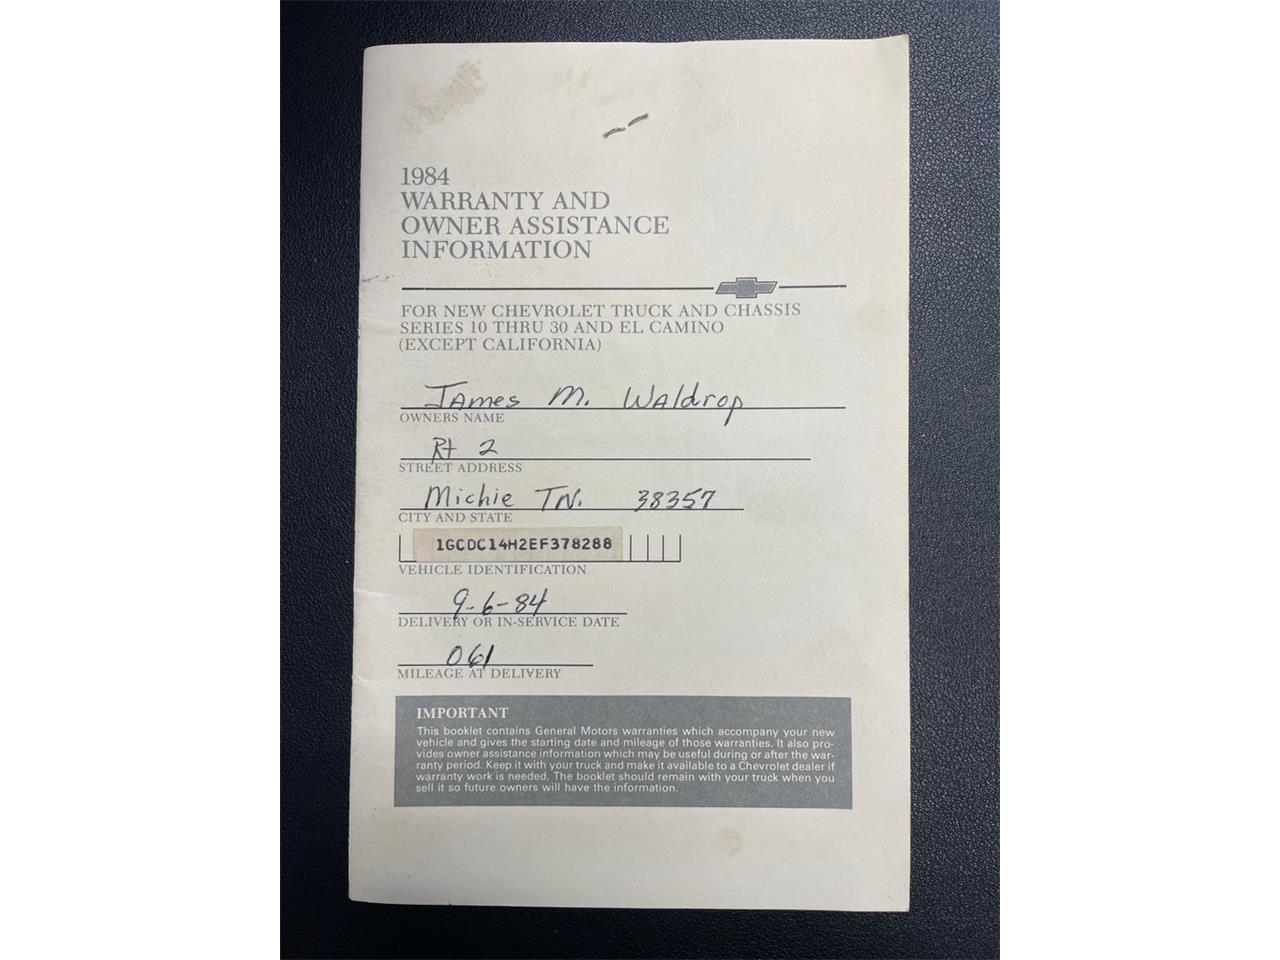 1984
WARRANTY AND
OWNER ASSISTANCE
INFORMATION
FOR NEW CHEVROLET TRUCK AND CHASSIS
SERIES 10 THRU 30 AND EL CAMINO
(EXCEPT CALIFORNIA)
James M. Waldrop
OWNERS NAME
Rt 2
STREET ADDRESS
Michie TN. 38357
CITY AND STATE
1GCDC14H2EF378288
VEHICLE IDENTIFICATION
9-6-84
DELIVERY OR IN-SERVICE DATE
061
MILEAGE AT DELIVERY
IMPORTANT
This booklet contains General Motors warranties which accompany your new
vehicle and gives the starting date and mileage of those warranties. It also pro-
vides owner assistance information which may be useful during or after the war-
ranty period. Keep it with your truck and make it available to a Chevrolet dealer if
warranty work is needed. The booklet should remain with your truck when you
sell it so future owners will have the information.